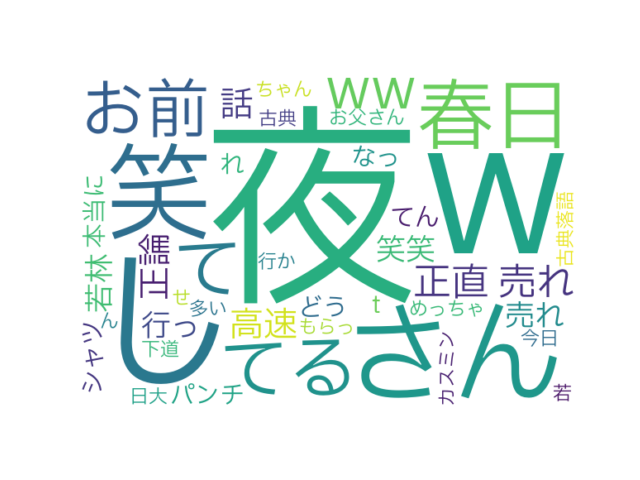 お前
話
ちゃん
古典
ww
お父さん
春日
笑
夜
れ
なっ
w
本当に
若林
正論
て
てん
笑笑
正直
売れ
古典落語
行か
し
せ
多い
どう
t
めっちゃ
売れ
シャツ
ん
行っ
高速
もらっ
さん
今日
下道
てる
カスミン
日大
パンチ
若